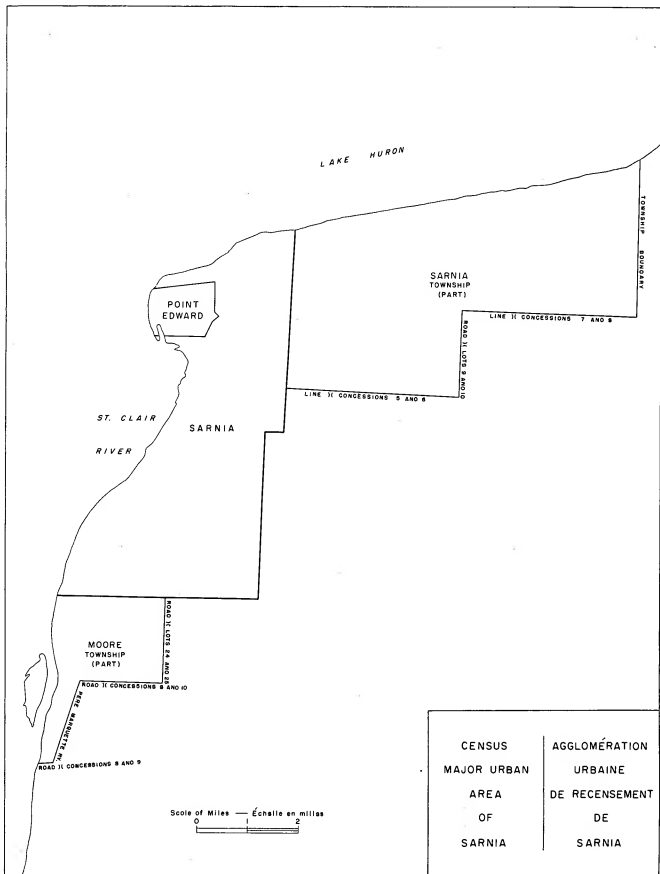 LAKE HURON
TOWNSHIP BOUNDARY
SARNIA
TOWNSHIP
(PART)
POINT
EDWARD
LINE )( CONCESSIONS 7 AND 8
ROAD )( LOTS 9 AND 10
LINE )( CONCESSIONS 5 AND 6
ST. CLAIR
RIVER
SARNIA
ROAD )( LOTS 24 AND 25
MOORE
TOWNSHIP
(PART)
ROAD )( CONCESSIONS 9 AND 10
PERE MARQUETTE RY.
ROAD )( CONCESSIONS 8 AND 9
Scale of Miles — Échelle en milles
0 1 2
CENSUS
MAJOR URBAN
AREA
OF
SARNIA
AGGLOMÉRATION
URBAINE
DE RECENSEMENT
DE
SARNIA